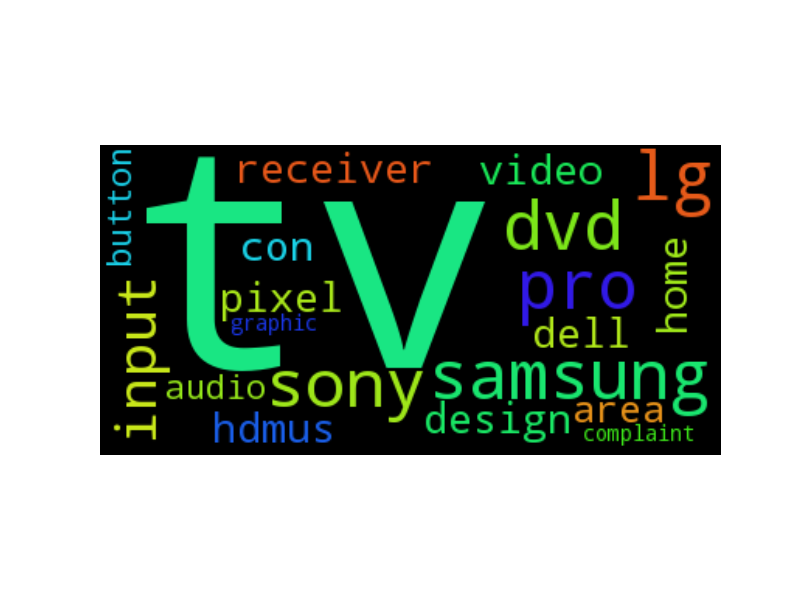 button
receiver
video
lg
tv
dvd
con
home
pixel
pro
graphic
dell
input
audio
sony
samsung
hdmus
design
area
complaint